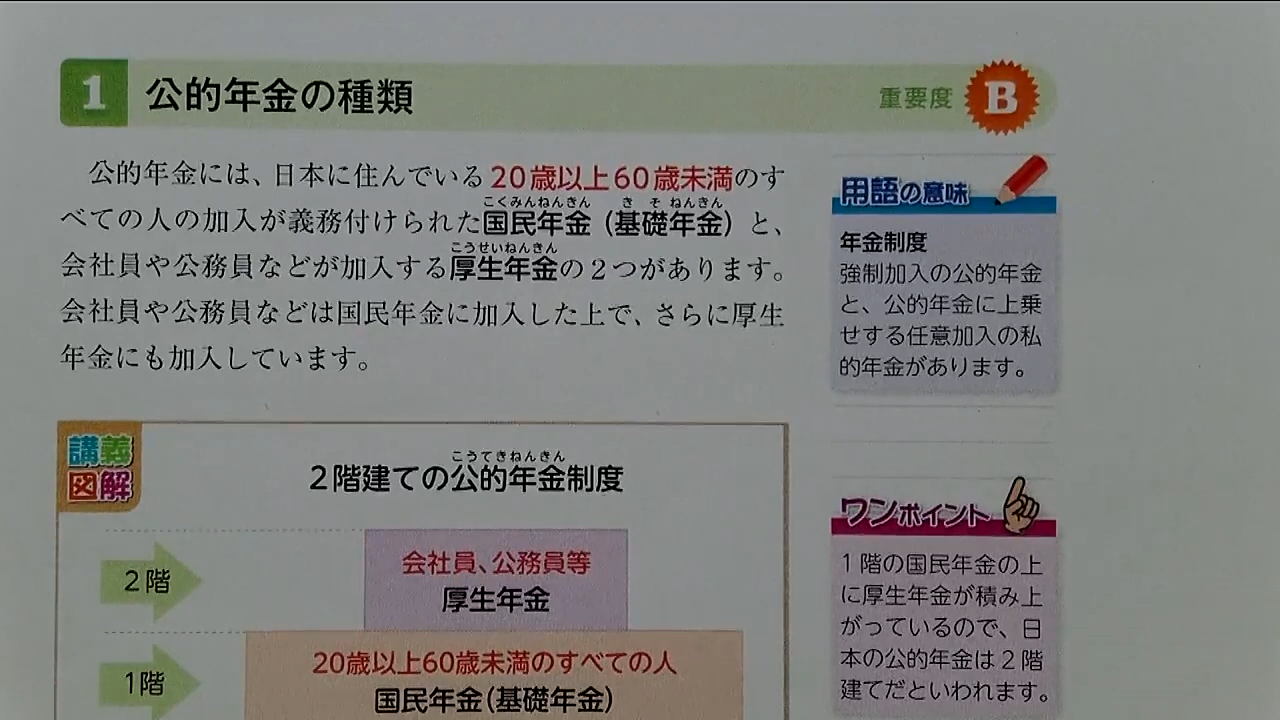 1 公的年金の種類
重要度 B
公的年金には、日本に住んでいる20歳以上60歳未満のす
こくみんねんきん き そ ねんきん
べての人の加入が義務付けられた国民年金（基礎年金）と、
こうせいねんきん
会社員や公務員などが加入する厚生年金の２つがあります。
会社員や公務員などは国民年金に加入した上で、さらに厚生
年金にも加入しています。
講義
図解
こうてきねんきん
２階建ての公的年金制度
２階
会社員、公務員等
厚生年金
1階
20歳以上60歳未満のすべての人
国民年金（基礎年金）
用語の意味
年金制度
強制加入の公的年金
と、公的年金に上乗
せする任意加入の私
的年金があります。
ワンポイント
１階の国民年金の上
に厚生年金が積み上
がっているので、日
本の公的年金は２階
建てだといわれます。